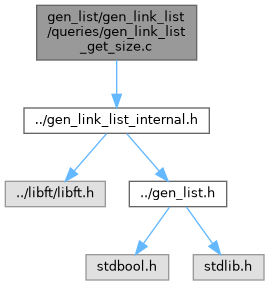 gen_list/gen_link_list
/queries/gen_link_list
_get_size.c
../gen_link_list_internal.h
../libft/libft.h
../gen_list.h
stdbool.h
stdlib.h